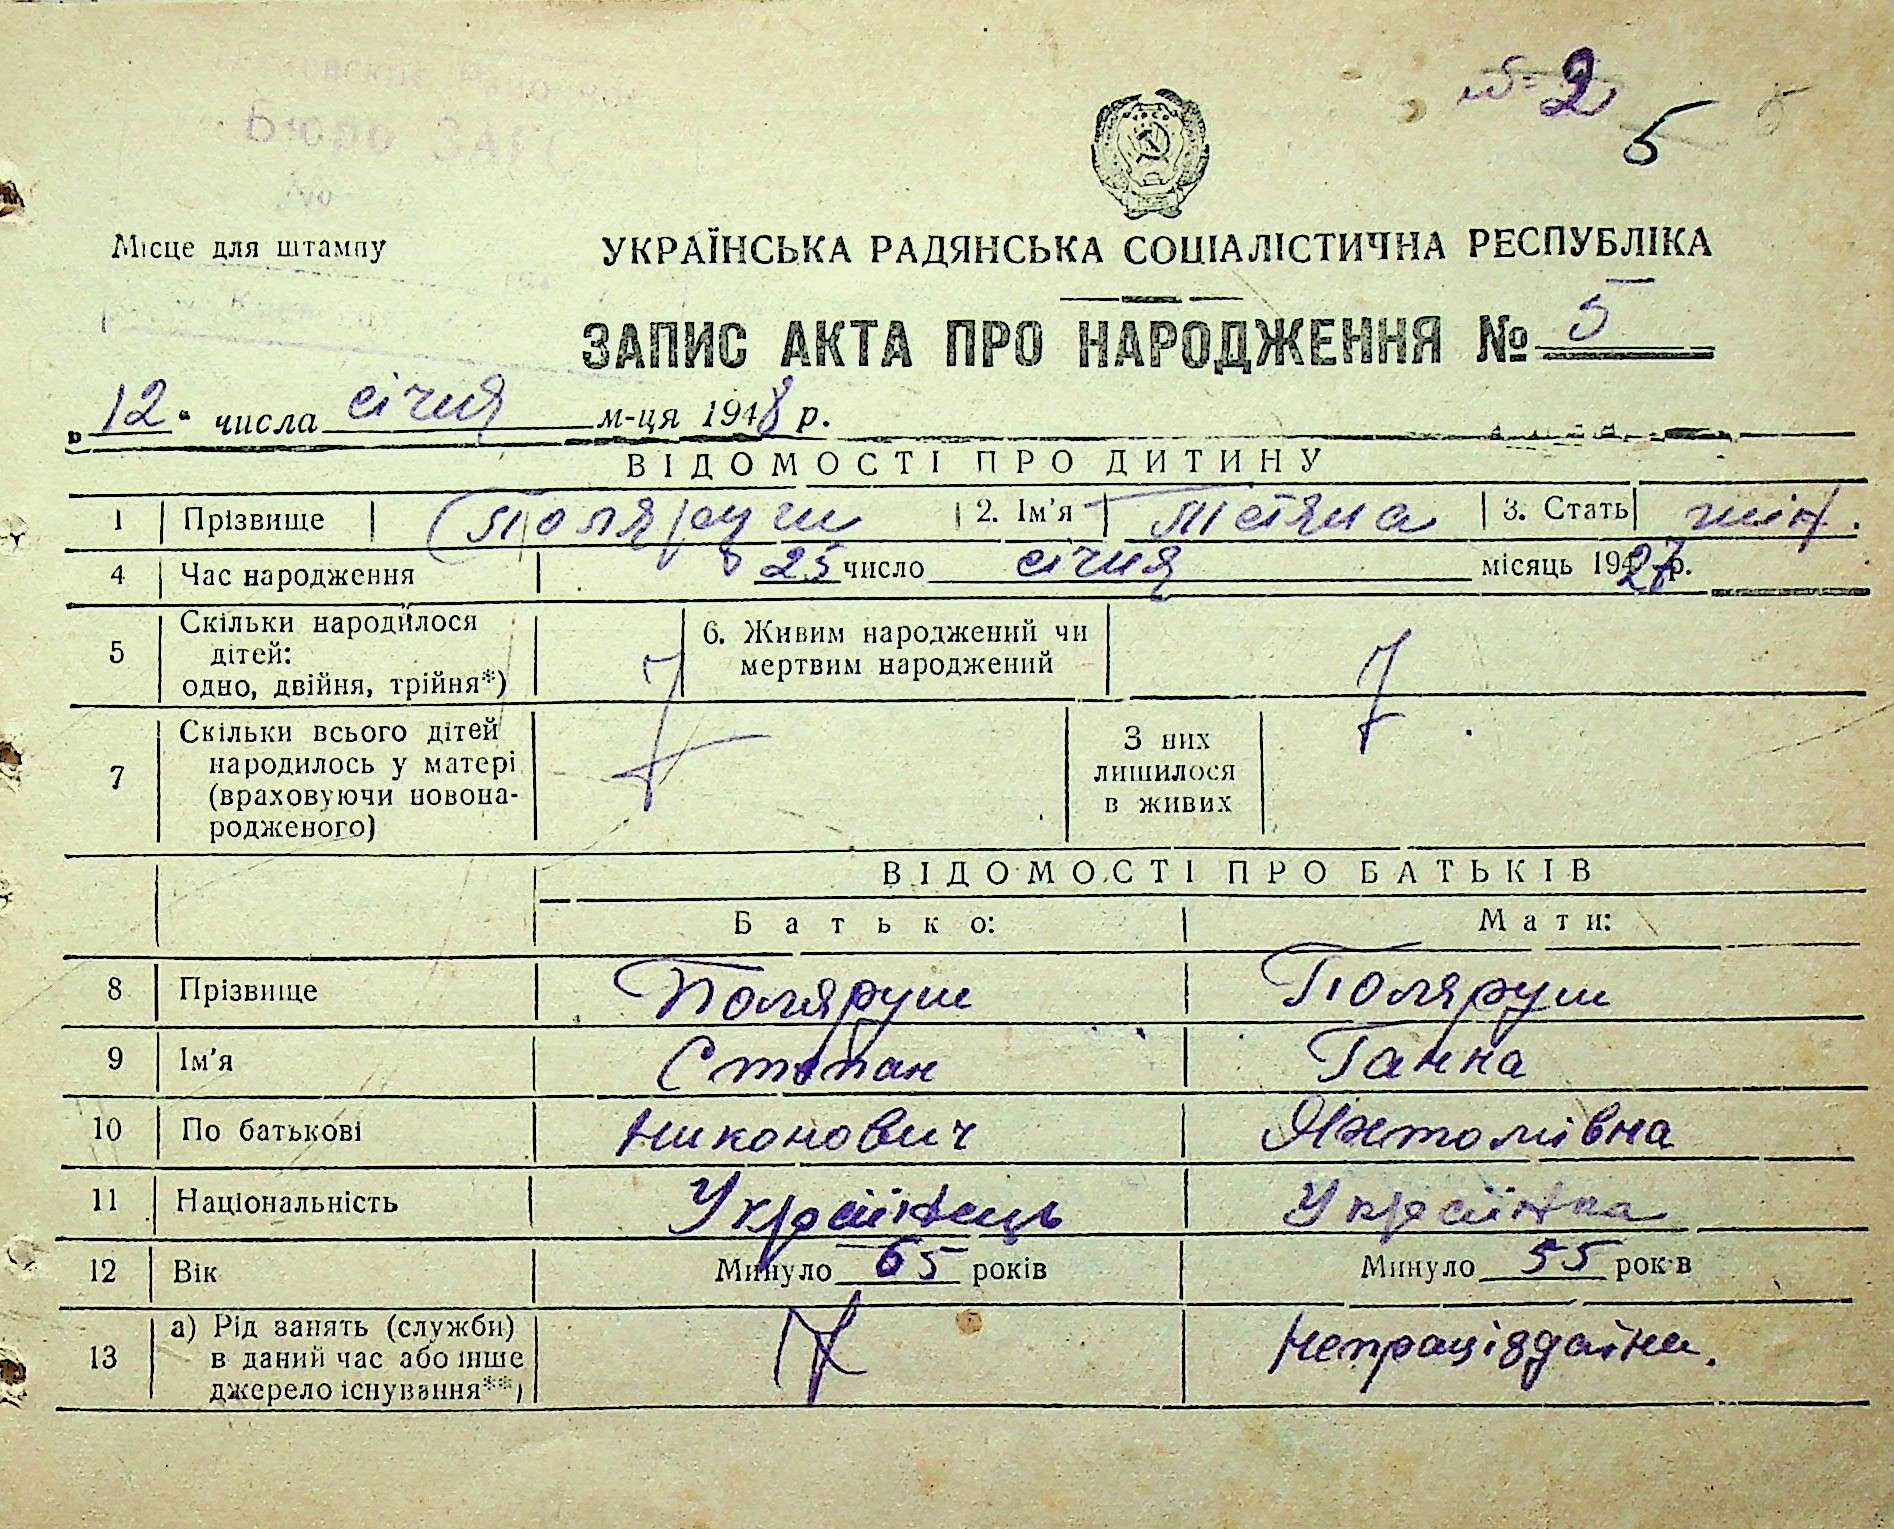 № 2
5
Бюро ЗАГС
Місце для штампу
УКРАЇНСЬКА РАДЯНСЬКА СОЦІАЛІСТИЧНА РЕСПУБЛІКА
ЗАПИС АКТА ПРО НАРОДЖЕННЯ № 5
„12“ числа січня м-ця 1948 р.
ВІДОМОСТІ ПРО ДИТИНУ
1 Прізвище Поляруш 2. Ім'я Тетяна 3. Стать жін.
4 Час народження 25 число січня місяць 1927 р.
5 Скільки народилося дітей: одно, двійня, трійня*) 6. Живим народжений чи мертвим народжений
7 Скільки всього дітей народилось у матері (враховуючи новонародженого) З них лишилося в живих
ВІДОМОСТІ ПРО БАТЬКІВ
Батько: Мати:
8 Прізвище Поляруш Поляруш
9 Ім'я Степан Ганна
10 По батькові Никонович
11 Національність Українець Українка
12 Вік Минуло 65 років Минуло 55 років
13 а) Рід занять (служби) в даний час або інше джерело існування**) Непрацівдатна.